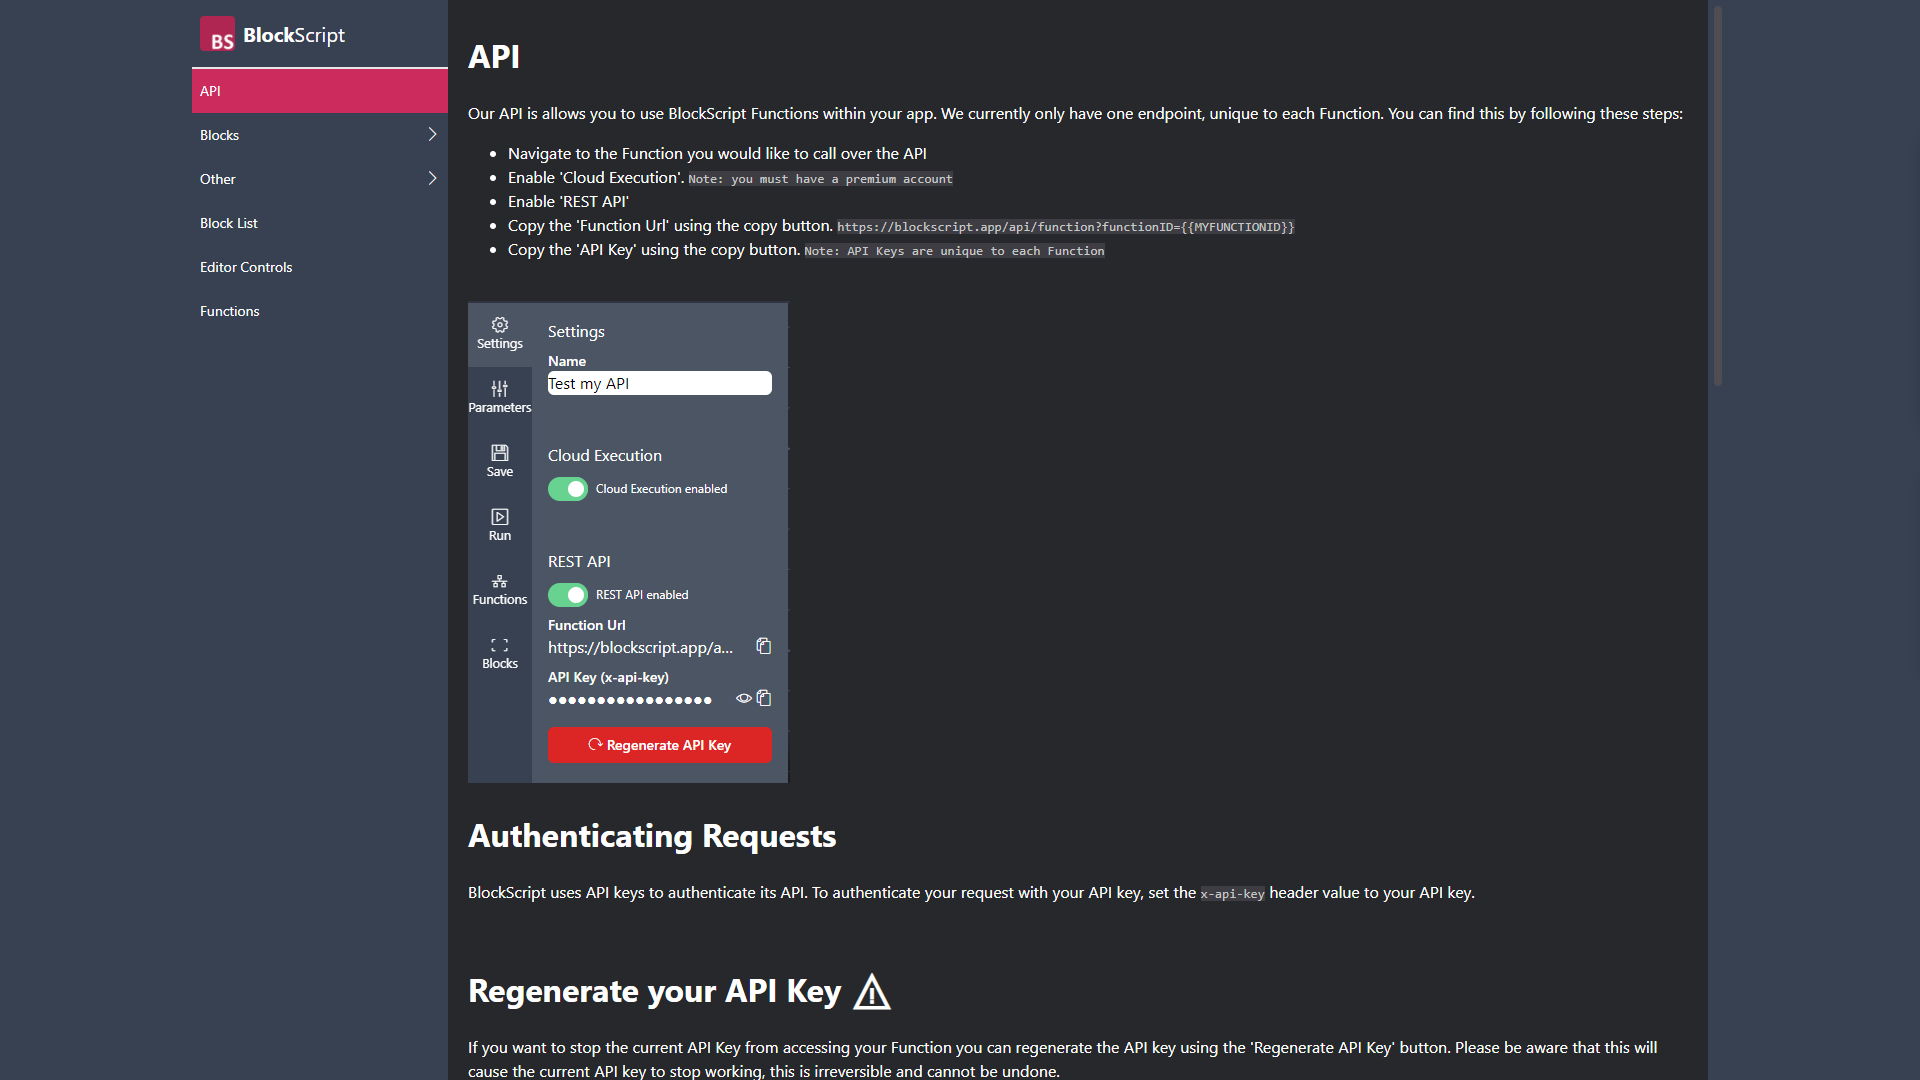 BS BlockScript
API
Blocks
Other
Block List
Editor Controls
Functions
API
Our API is allows you to use BlockScript Functions within your app. We currently only have one endpoint, unique to each Function. You can find this by following these steps:
Navigate to the Function you would like to call over the API
Enable 'Cloud Execution'. Note: you must have a premium account
Enable 'REST API'
Copy the 'Function Url' using the copy button. https://blockscript.app/api/function?functionID={{MYFUNCTIONID}}
Copy the 'API Key' using the copy button. Note: API Keys are unique to each Function
Settings
Parameters
Save
Run
Functions
Blocks
Settings
Name
Test my API
Cloud Execution
Cloud Execution enabled
REST API
REST API enabled
Function Url
https://blockscript.app/a...
API Key (x-api-key)
Regenerate API Key
Authenticating Requests
BlockScript uses API keys to authenticate its API. To authenticate your request with your API key, set the x-api-key header value to your API key.
Regenerate your API Key ⚠
If you want to stop the current API Key from accessing your Function you can regenerate the API key using the 'Regenerate API Key' button. Please be aware that this will
cause the current API key to stop working, this is irreversible and cannot be undone.